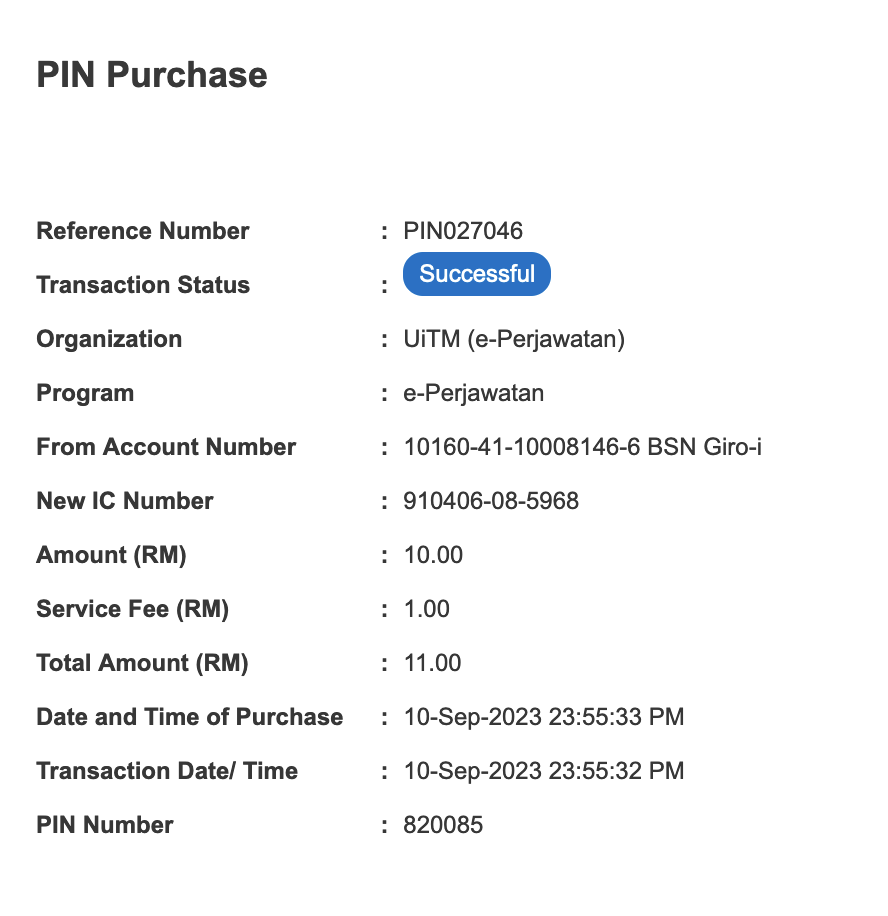 PIN Purchase
Reference Number : PIN027046
Transaction Status : Successful
Organization : UiTM (e-Perjawatan)
Program : e-Perjawatan
From Account Number : 10160-41-10008146-6 BSN Giro-i
New IC Number : 910406-08-5968
Amount (RM) : 10.00
Service Fee (RM) : 1.00
Total Amount (RM) : 11.00
Date and Time of Purchase : 10-Sep-2023 23:55:33 PM
Transaction Date/ Time : 10-Sep-2023 23:55:32 PM
PIN Number : 820085